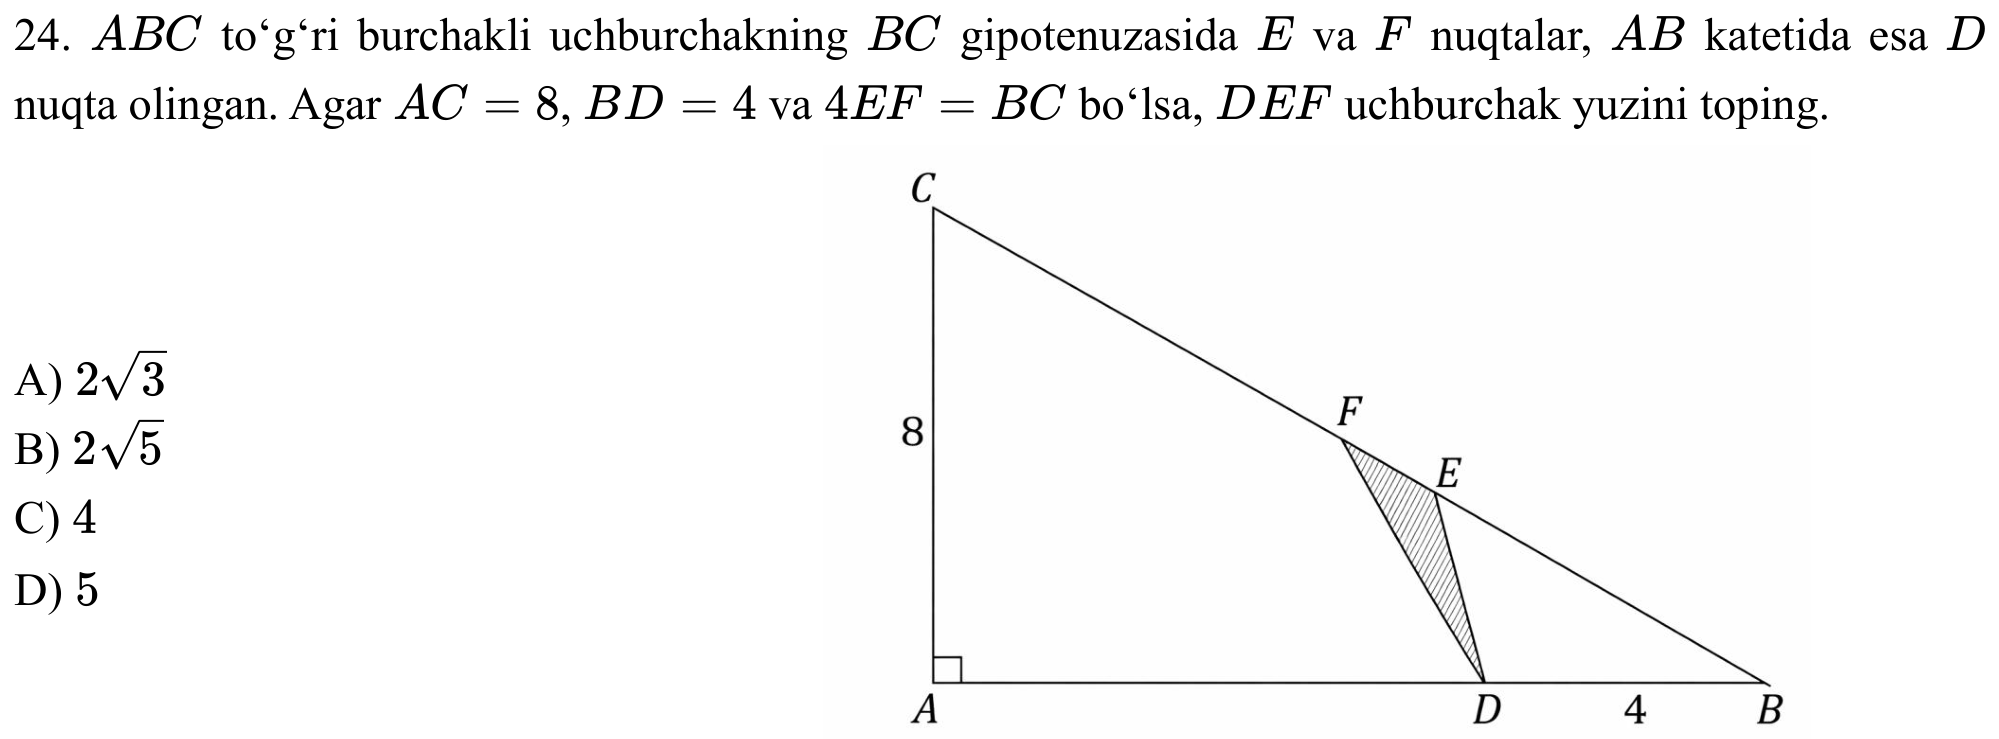 24. ABC to‘g‘ri burchakli uchburchakning BC gipotenuzasida E va F nuqtalar, AB katetida esa D
nuqta olingan. Agar AC = 8, BD = 4 va 4EF = BC bo‘lsa, DEF uchburchak yuzini toping.
C
F
8
E
A
D
4
B
A) 2√3
B) 2√5
C) 4
D) 5